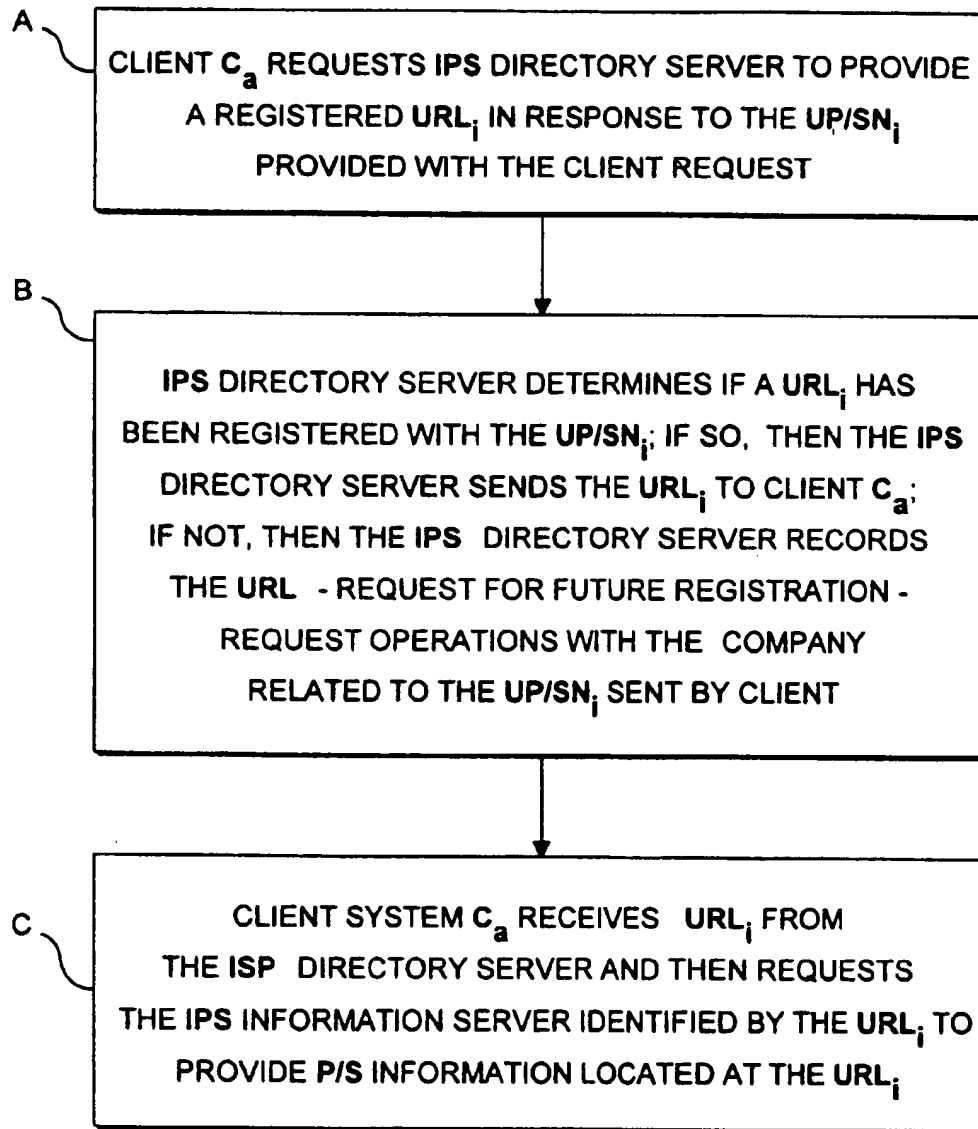 A
CLIENT Ca REQUESTS IPS DIRECTORY SERVER TO PROVIDE
A REGISTERED URLi IN RESPONSE TO THE UP/SNi
PROVIDED WITH THE CLIENT REQUEST
B
IPS DIRECTORY SERVER DETERMINES IF A URLi HAS
BEEN REGISTERED WITH THE UP/SNi; IF SO, THEN THE IPS
DIRECTORY SERVER SENDS THE URLi TO CLIENT Ca;
IF NOT, THEN THE IPS DIRECTORY SERVER RECORDS
THE URL - REQUEST FOR FUTURE REGISTRATION -
REQUEST OPERATIONS WITH THE COMPANY
RELATED TO THE UP/SNi SENT BY CLIENT
C
CLIENT SYSTEM Ca RECEIVES URLi FROM
THE ISP DIRECTORY SERVER AND THEN REQUESTS
THE IPS INFORMATION SERVER IDENTIFIED BY THE URLi TO
PROVIDE P/S INFORMATION LOCATED AT THE URLi